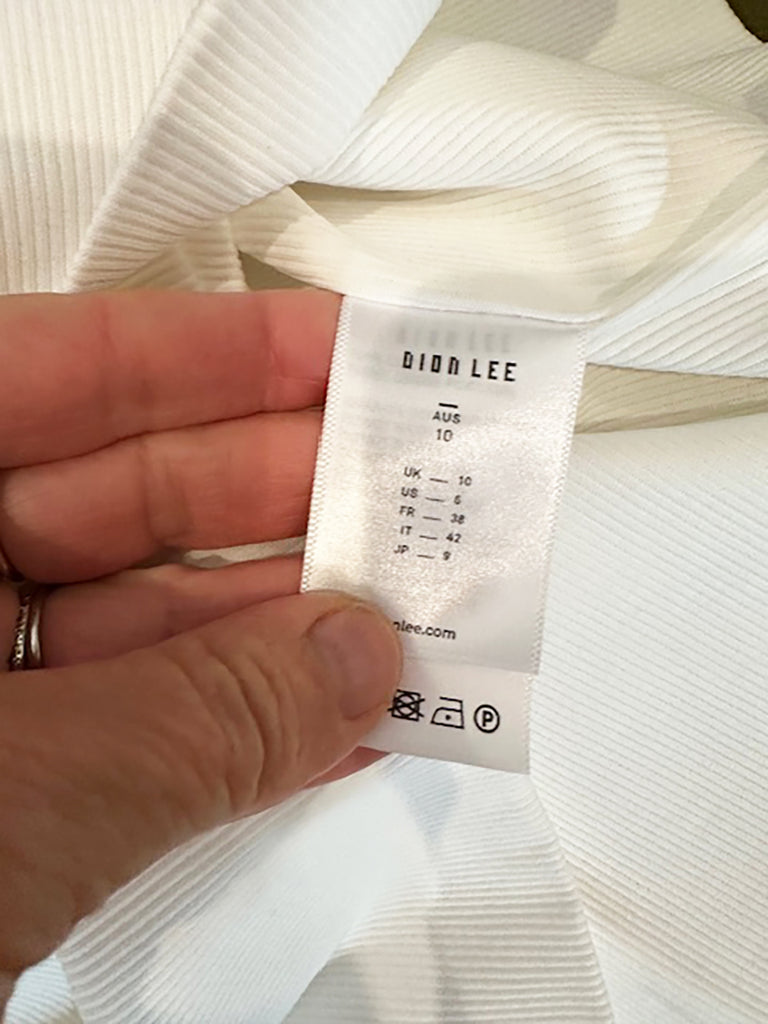 DION LEE
AUS
10
UK — 10
US — 6
FR — 38
IT — 42
JP — 9
nlee.com
P